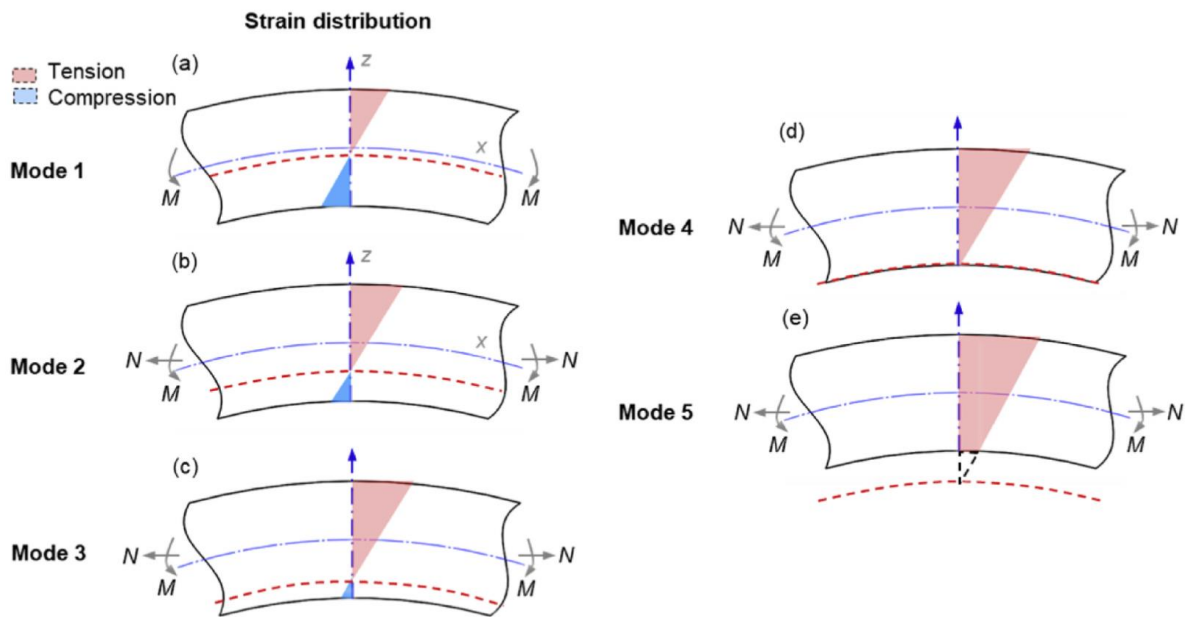 Strain distribution
Tension
Compression
(a)
z
x
Mode 1
M
M
(b)
z
x
Mode 2
N
N
M
M
(c)
Mode 3
N
N
M
M
(d)
Mode 4
N
N
M
M
(e)
Mode 5
N
N
M
M